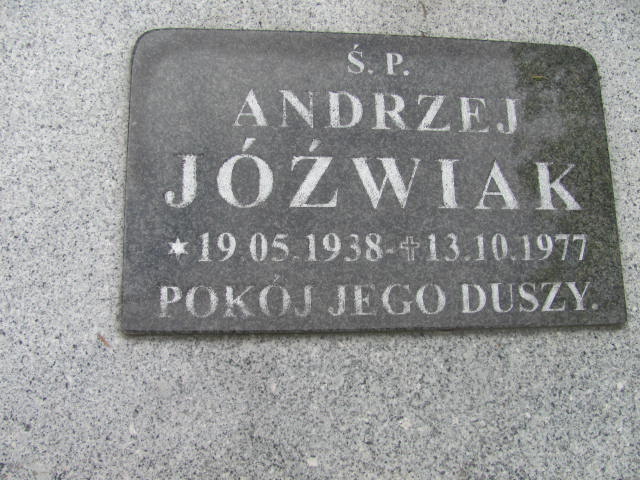 Ś. P.
ANDRZEJ
JÓŹWIAK
* 19.05.1938 - ✝ 13.10.1977
POKÓJ JEGO DUSZY.